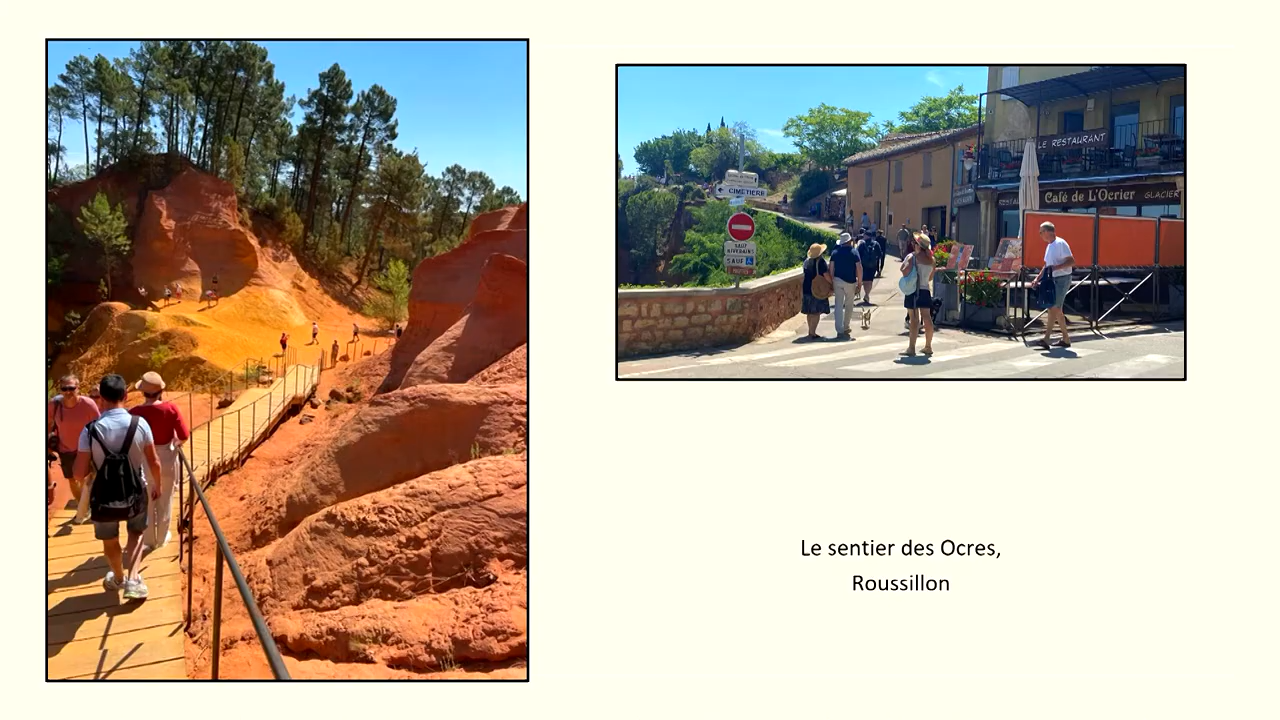 LE RESTAURANT
Café de L'Ocrier
GLACIER
CIMETIERE
SAUF
RIVERAINS
SAUF
Le sentier des Ocres,
Roussillon